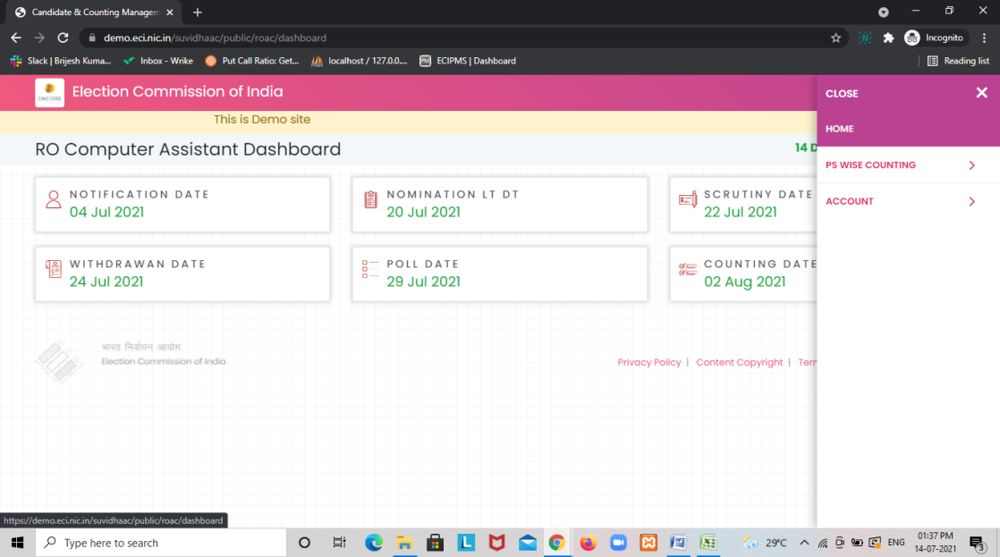 Candidate & Counting Managem
demo.eci.nic.in/suvidhaac/public/roac/dashboard
Incognito
Slack | Brijesh Kuma...
Inbox - Wrike
Put Call Ratio: Get...
localhost / 127.0.0....
ECIPMS | Dashboard
Reading list
ENCORE
Election Commission of India
CLOSE
This is Demo site
HOME
RO Computer Assistant Dashboard
14 D
PS WISE COUNTING
ACCOUNT
NOTIFICATION DATE
04 Jul 2021
NOMINATION LT DT
20 Jul 2021
SCRUTINY DATE
22 Jul 2021
WITHDRAWAN DATE
24 Jul 2021
POLL DATE
29 Jul 2021
COUNTING DATE
02 Aug 2021
भारत निर्वाचन आयोग
Election Commission of India
Privacy Policy | Content Copyright | Terr
https://demo.eci.nic.in/suvidhaac/public/roac/dashboard
Type here to search
29°C
ENG
01:37 PM
14-07-2021
3